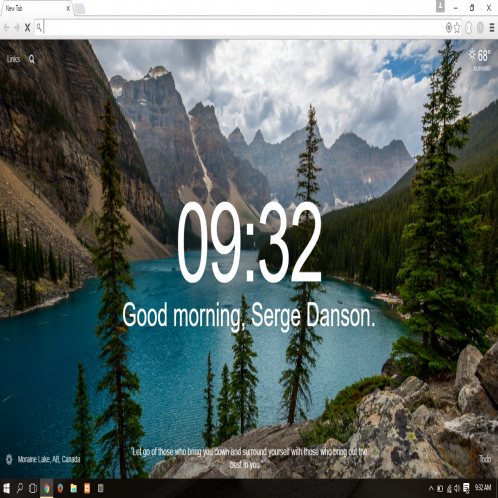 New Tab
Links
68°
09:32
Good morning, Serge Danson.
Moraine Lake, AB, Canada
"Let go of those who bring you down and surround yourself with those who bring out the
best in you."
Todo
9:32 AM